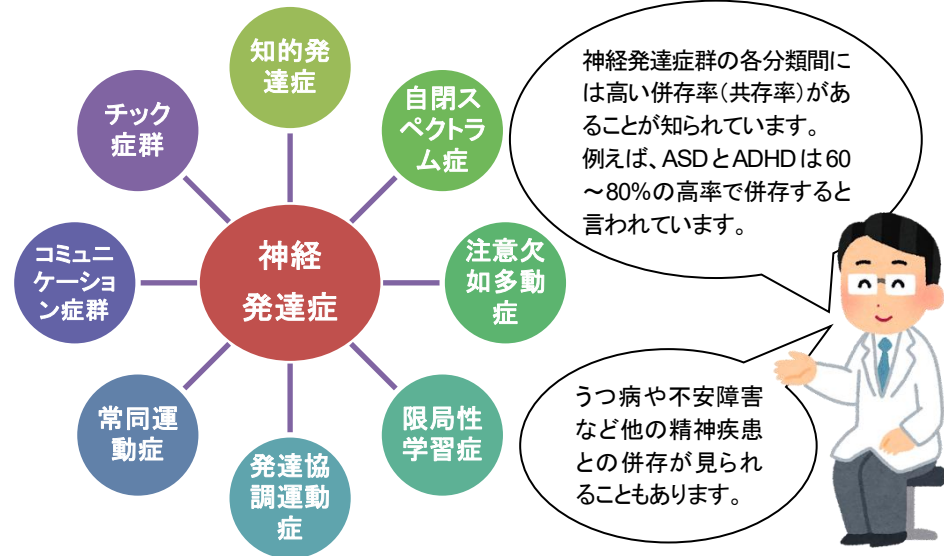 知的発
達症
自閉ス
ペクトラ
ム症
注意欠
如多動
症
限局性
学習症
発達協
調運動
症
常同運
動症
コミュニ
ケーショ
ン症群
チック
症群
神経
発達症
神経発達症群の各分類間に
は高い併存率(共存率)があ
ることが知られています。
例えば、ASDとADHDは60
～80%の高率で併存すると
言われています。
うつ病や不安障害
など他の精神疾患
との併存が見られ
ることもあります。